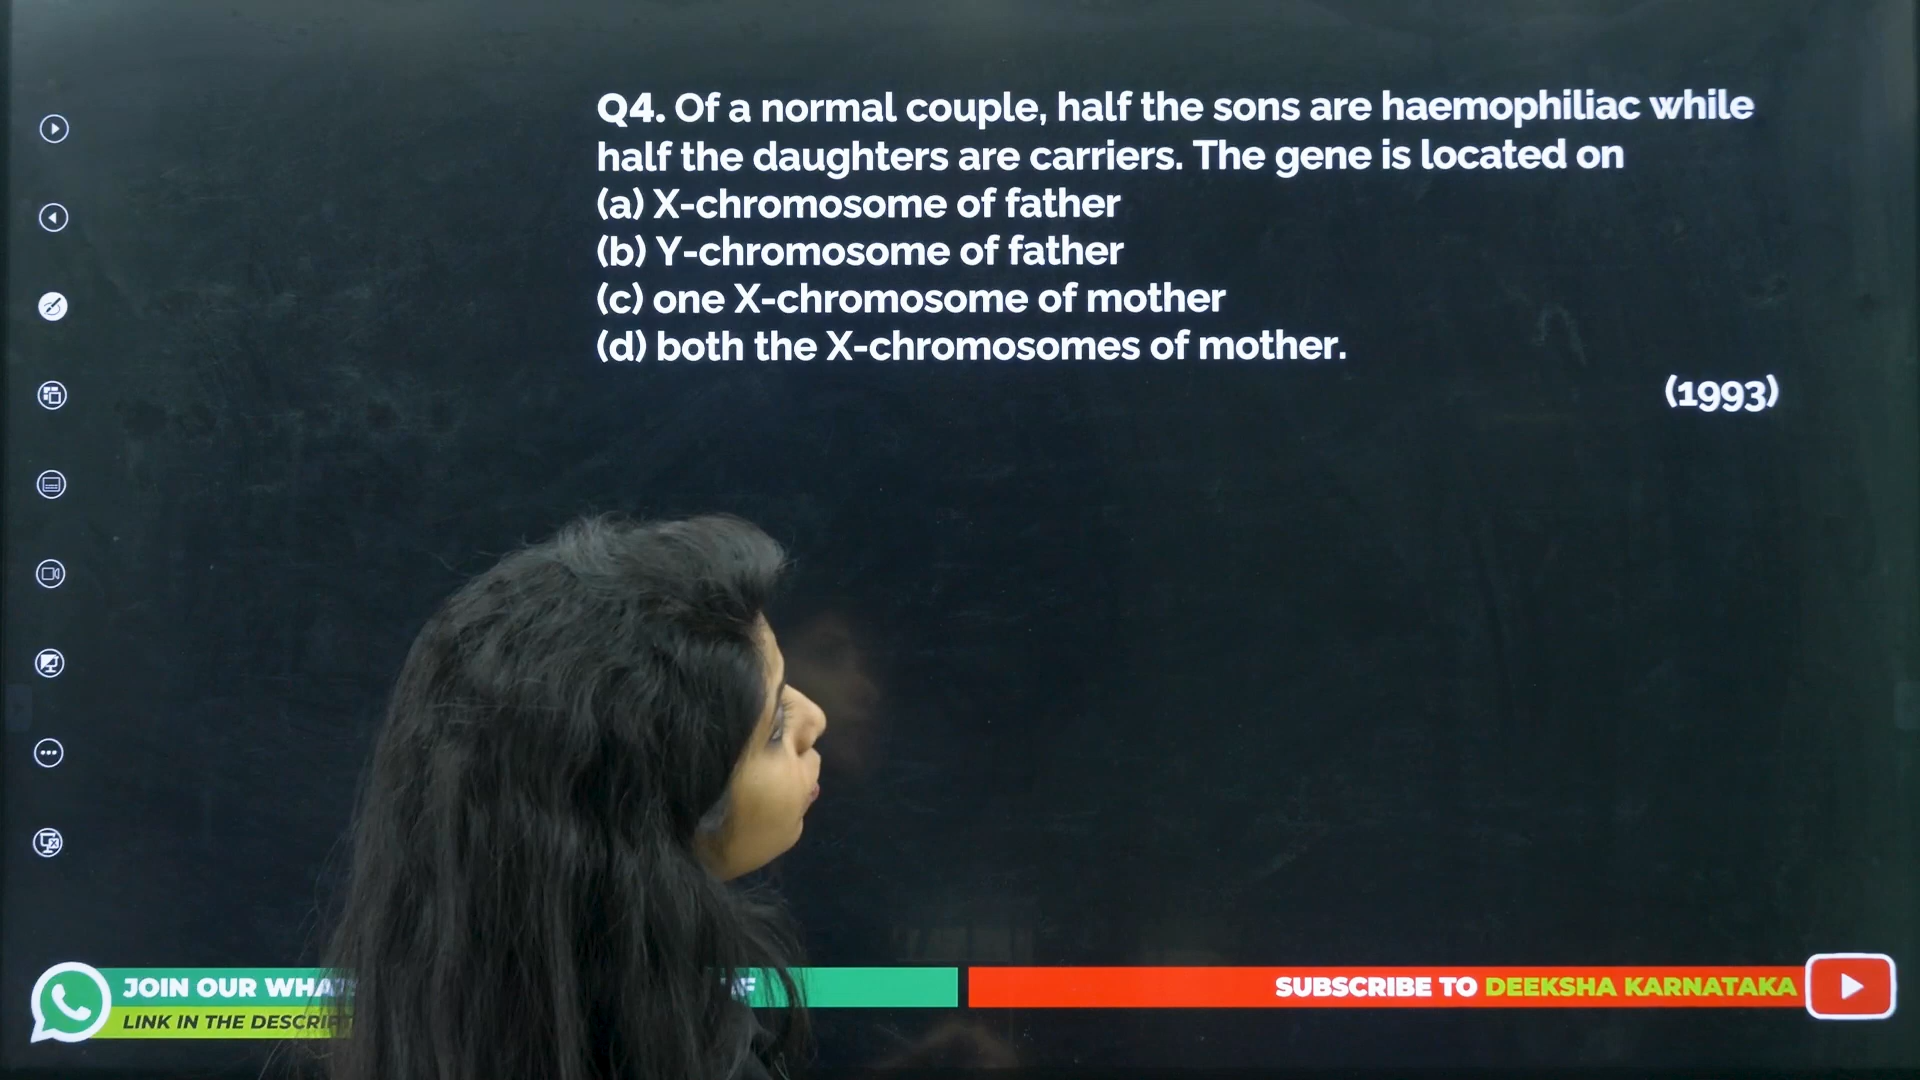 Q4. Of a normal couple, half the sons are haemophiliac while
half the daughters are carriers. The gene is located on
(a) X-chromosome of father
(b) Y-chromosome of father
(c) one X-chromosome of mother
(d) both the X-chromosomes of mother.
(1993)
JOIN OUR
LINK IN THE
SUBSCRIBE TO DEEKSHA KARNATAKA